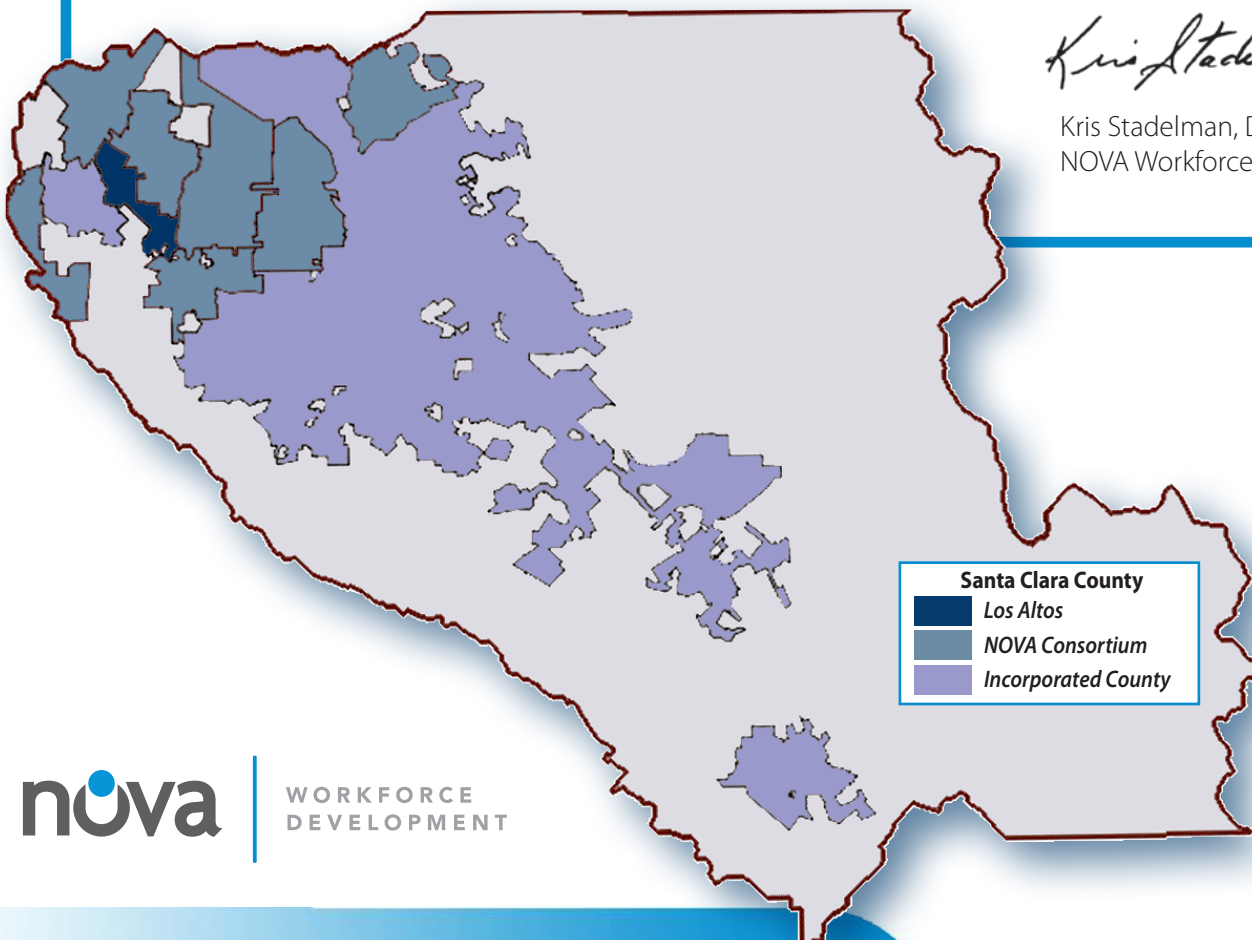 Kris Stadelman, D
NOVA Workforce
Santa Clara County
Los Altos
NOVA Consortium
Incorporated County
nova
WORKFORCE
DEVELOPMENT